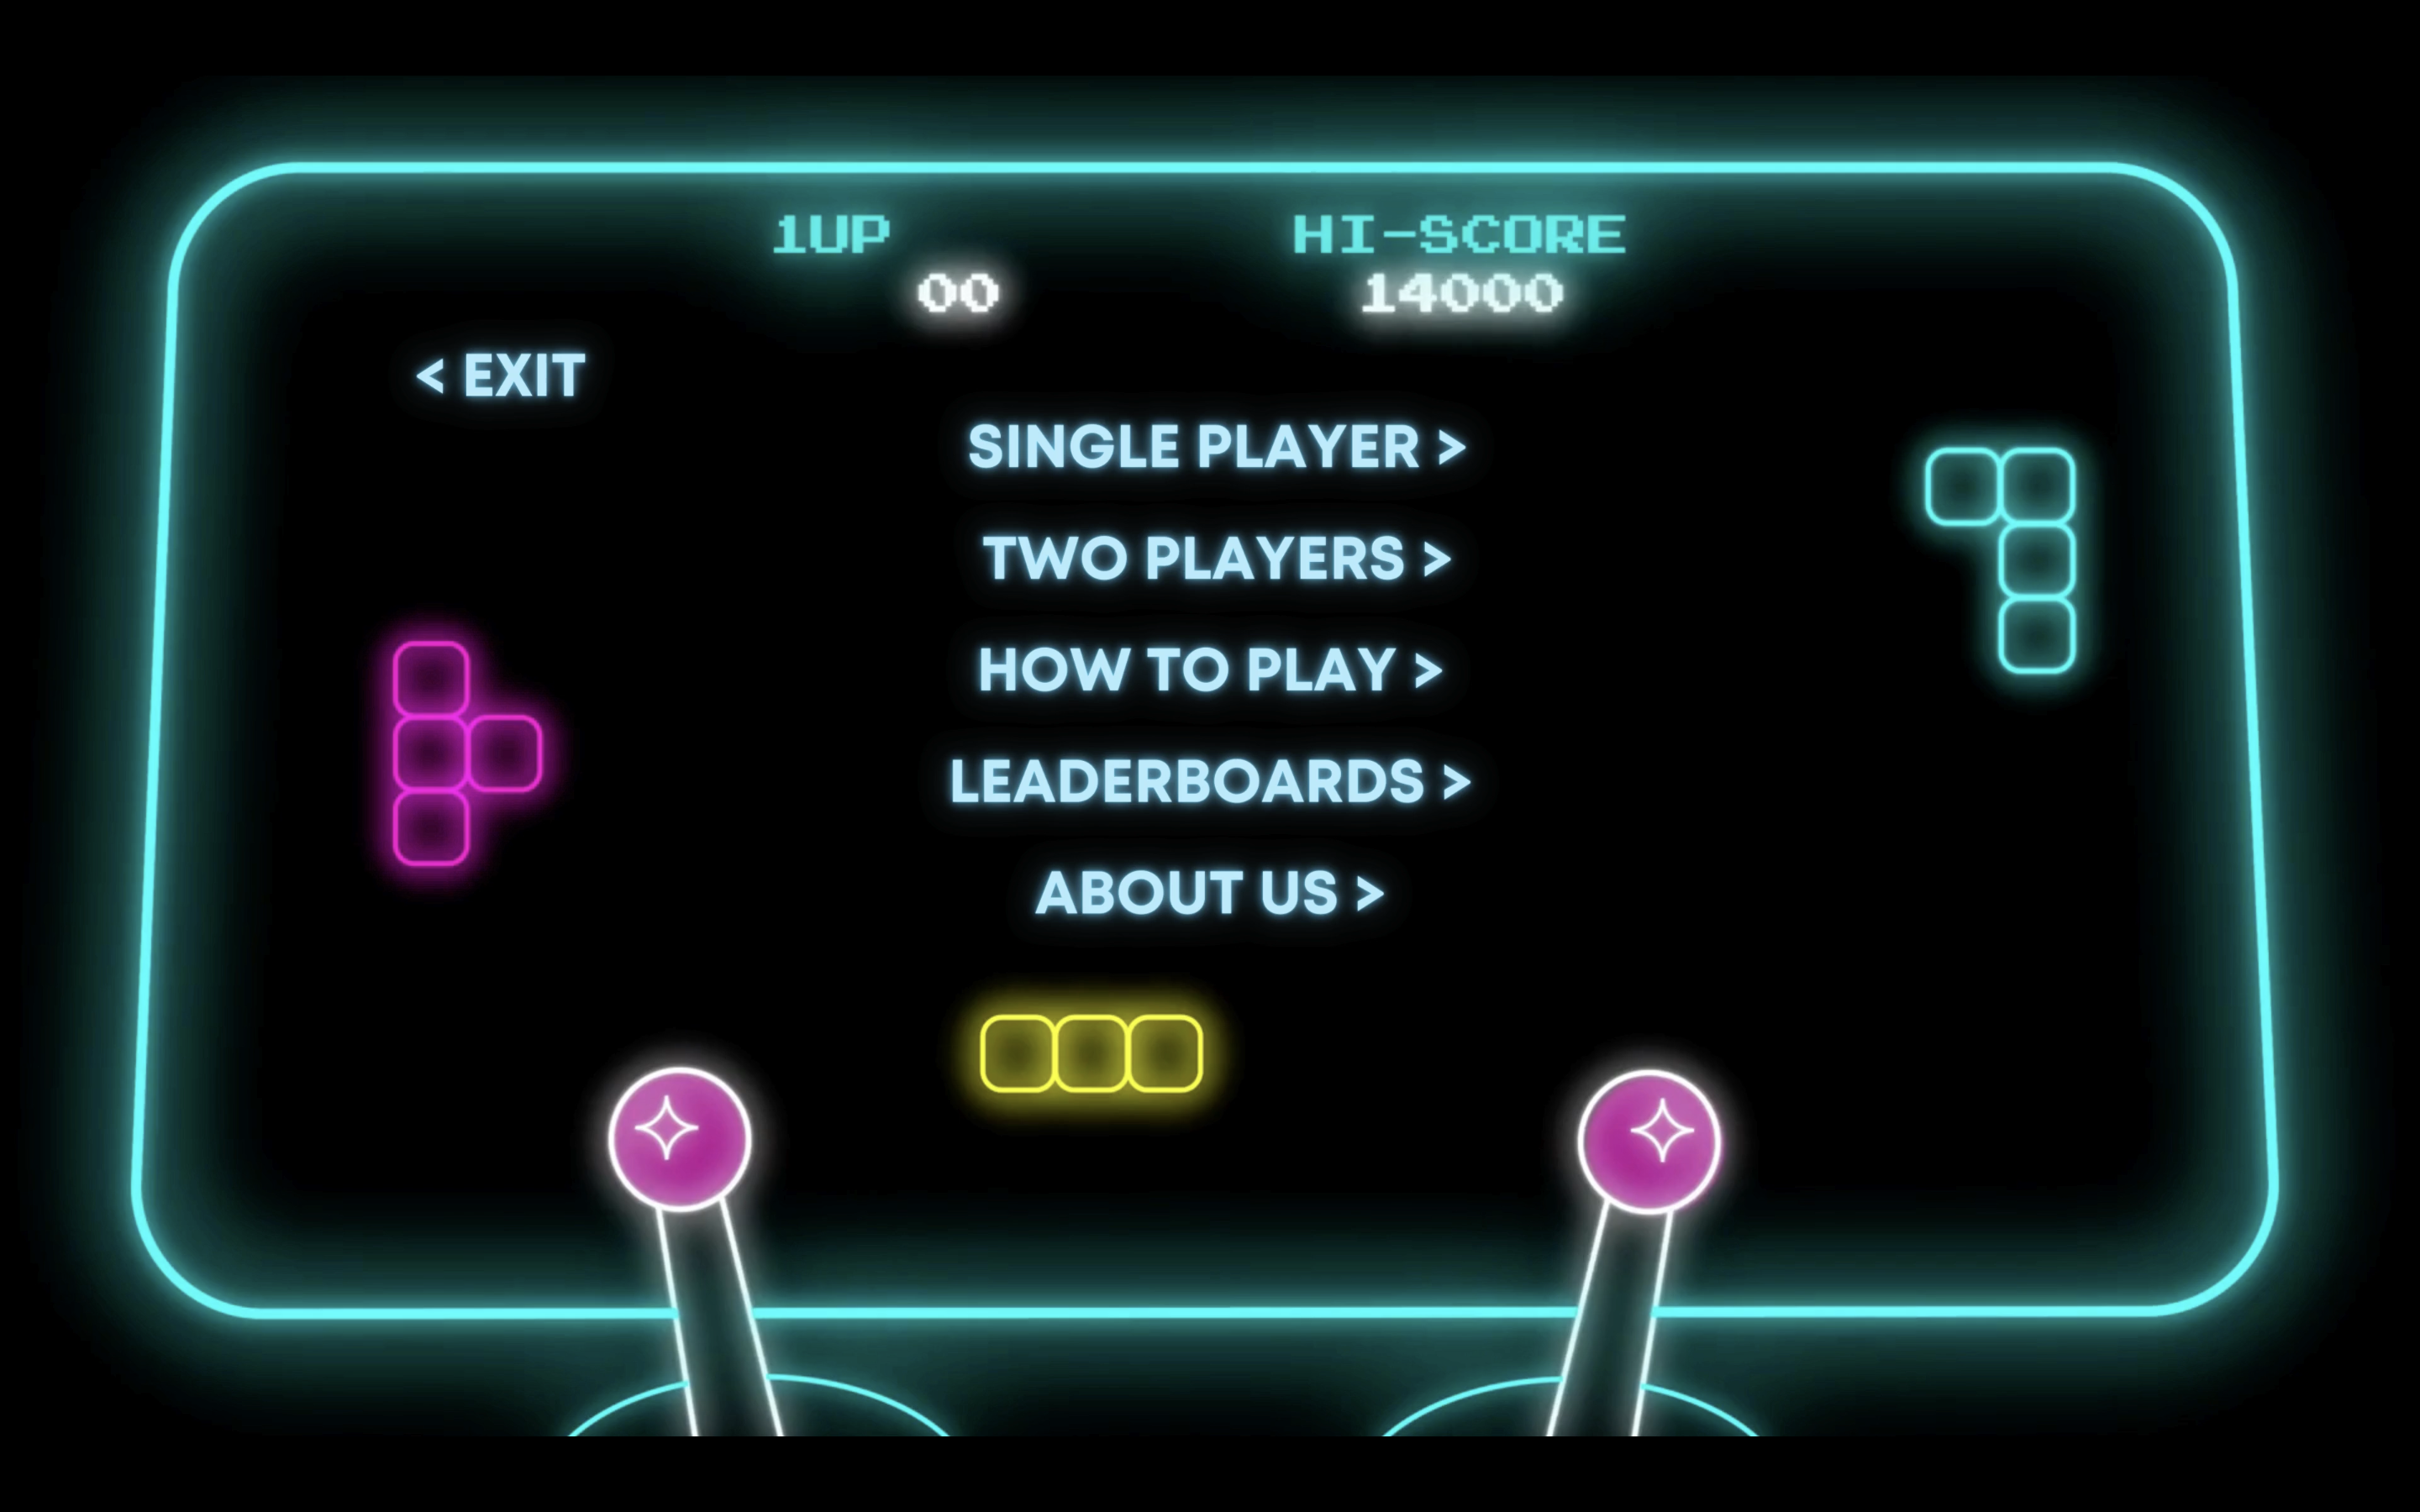 1UP HI-SCORE
00 14000
< EXIT
SINGLE PLAYER >
TWO PLAYERS >
HOW TO PLAY >
LEADERBOARDS >
ABOUT US >